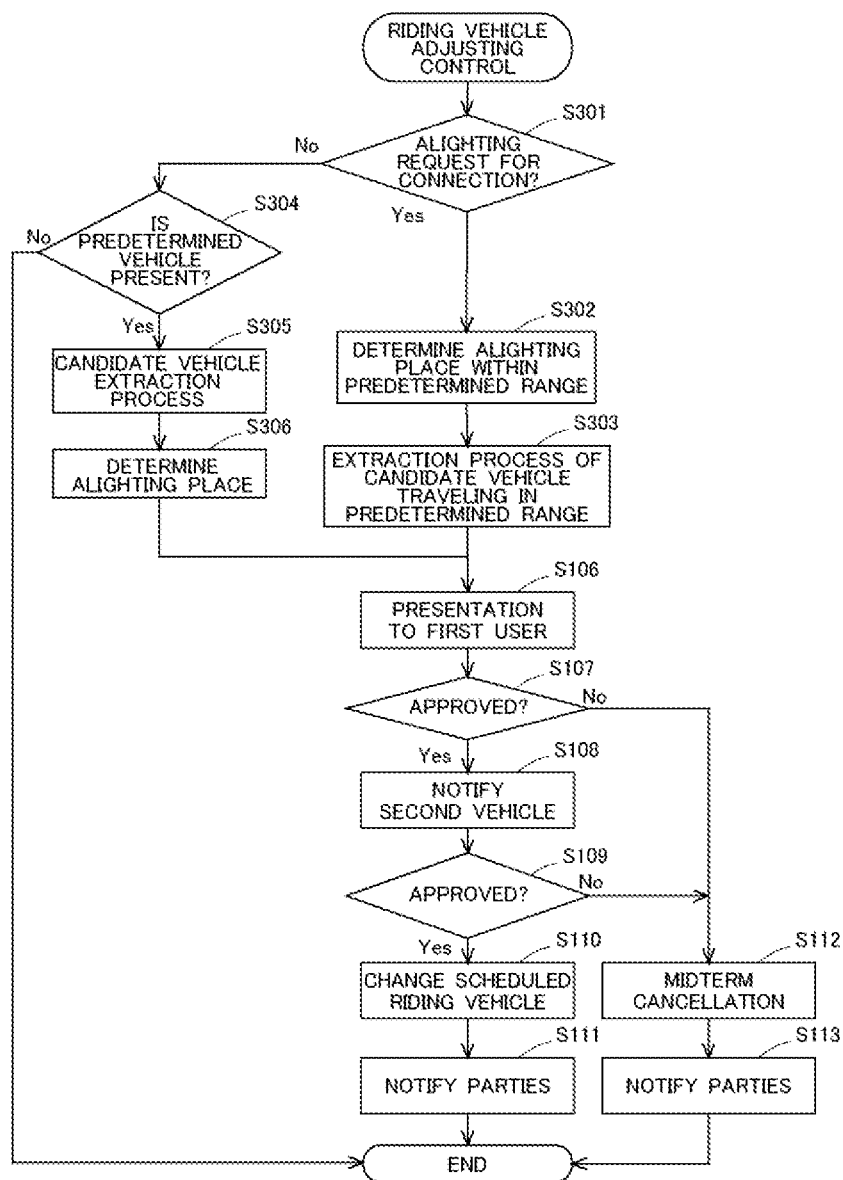 RIDING VEHICLE
ADJUSTING
CONTROL
S301
ALIGHTING
REQUEST FOR
CONNECTION?
No
Yes
S304
IS
PREDETERMINED
VEHICLE
PRESENT?
No
Yes
S305
CANDIDATE VEHICLE
EXTRACTION
PROCESS
S306
DETERMINE
ALIGHTING PLACE
S302
DETERMINE ALIGHTING
PLACE WITHIN
PREDETERMINED RANGE
S303
EXTRACTION PROCESS OF
CANDIDATE VEHICLE
TRAVELING IN
PREDETERMINED RANGE
S106
PRESENTATION
TO FIRST USER
S107
APPROVED?
No
Yes
S108
NOTIFY
SECOND VEHICLE
S109
APPROVED?
No
Yes
S110
CHANGE SCHEDULED
RIDING VEHICLE
S112
MIDTERM
CANCELLATION
S111
NOTIFY PARTIES
S113
NOTIFY PARTIES
END